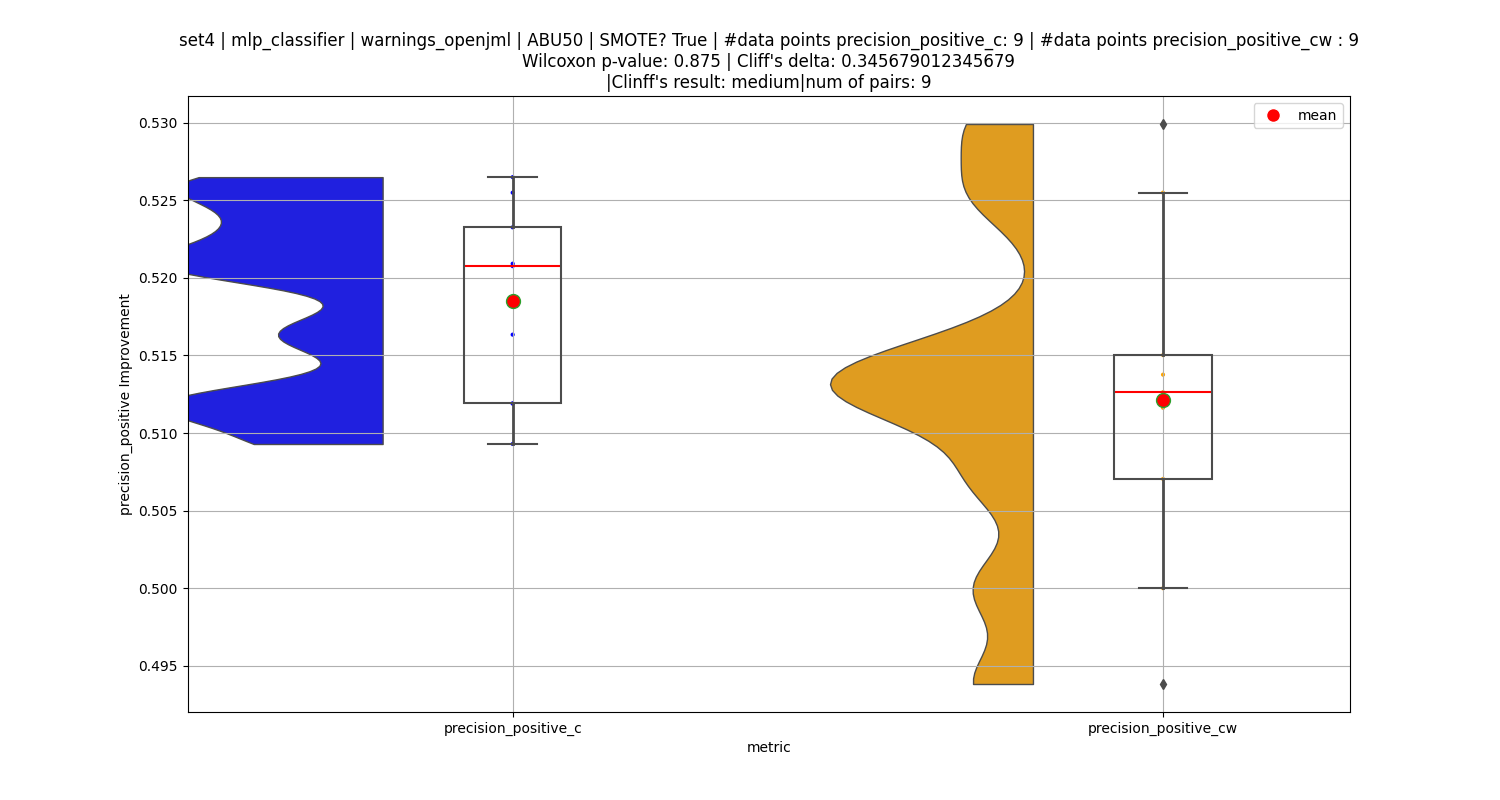 set4 | mlp_classifier | warnings_openjml | ABU50 | SMOTE? True | #data points precision_positive_c: 9 | #data points precision_positive_cw : 9
Wilcoxon p-value: 0.875 | Cliff's delta: 0.345679012345679
|Clinff's result: medium|num of pairs: 9
mean
0.530
0.525
0.520
0.515
0.510
0.505
0.500
0.495
precision_positive Improvement
precision_positive_c
precision_positive_cw
metric